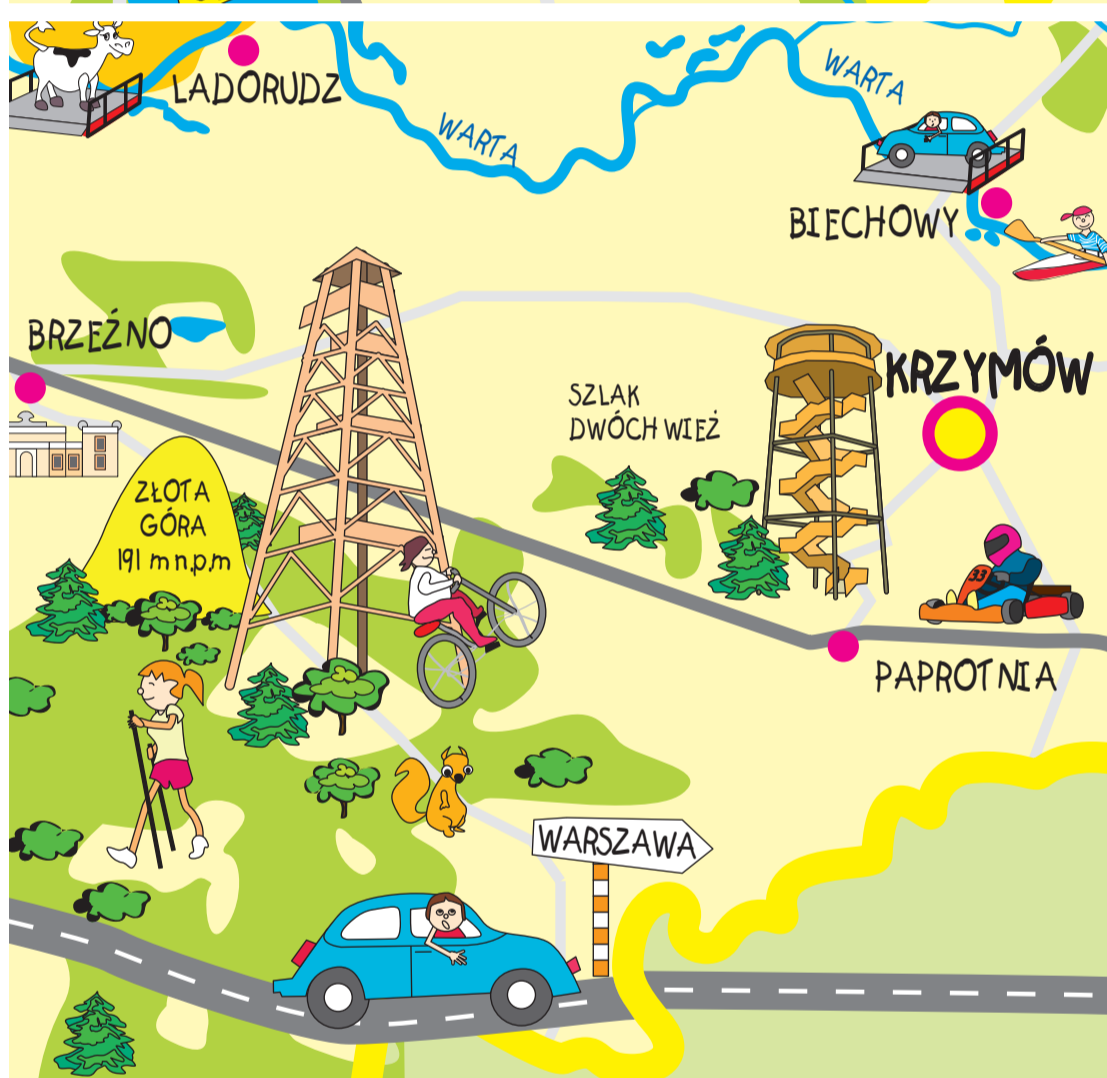 LADORUDZ
WARTA
WARTA
BIECHOWY
BRZEŹNO
KRZYMÓW
SZLAK
DWÓCH WIEŻ
ZŁOTA
GÓRA
191 m n.p.m
33
PAPROTNIA
WARSZAWA